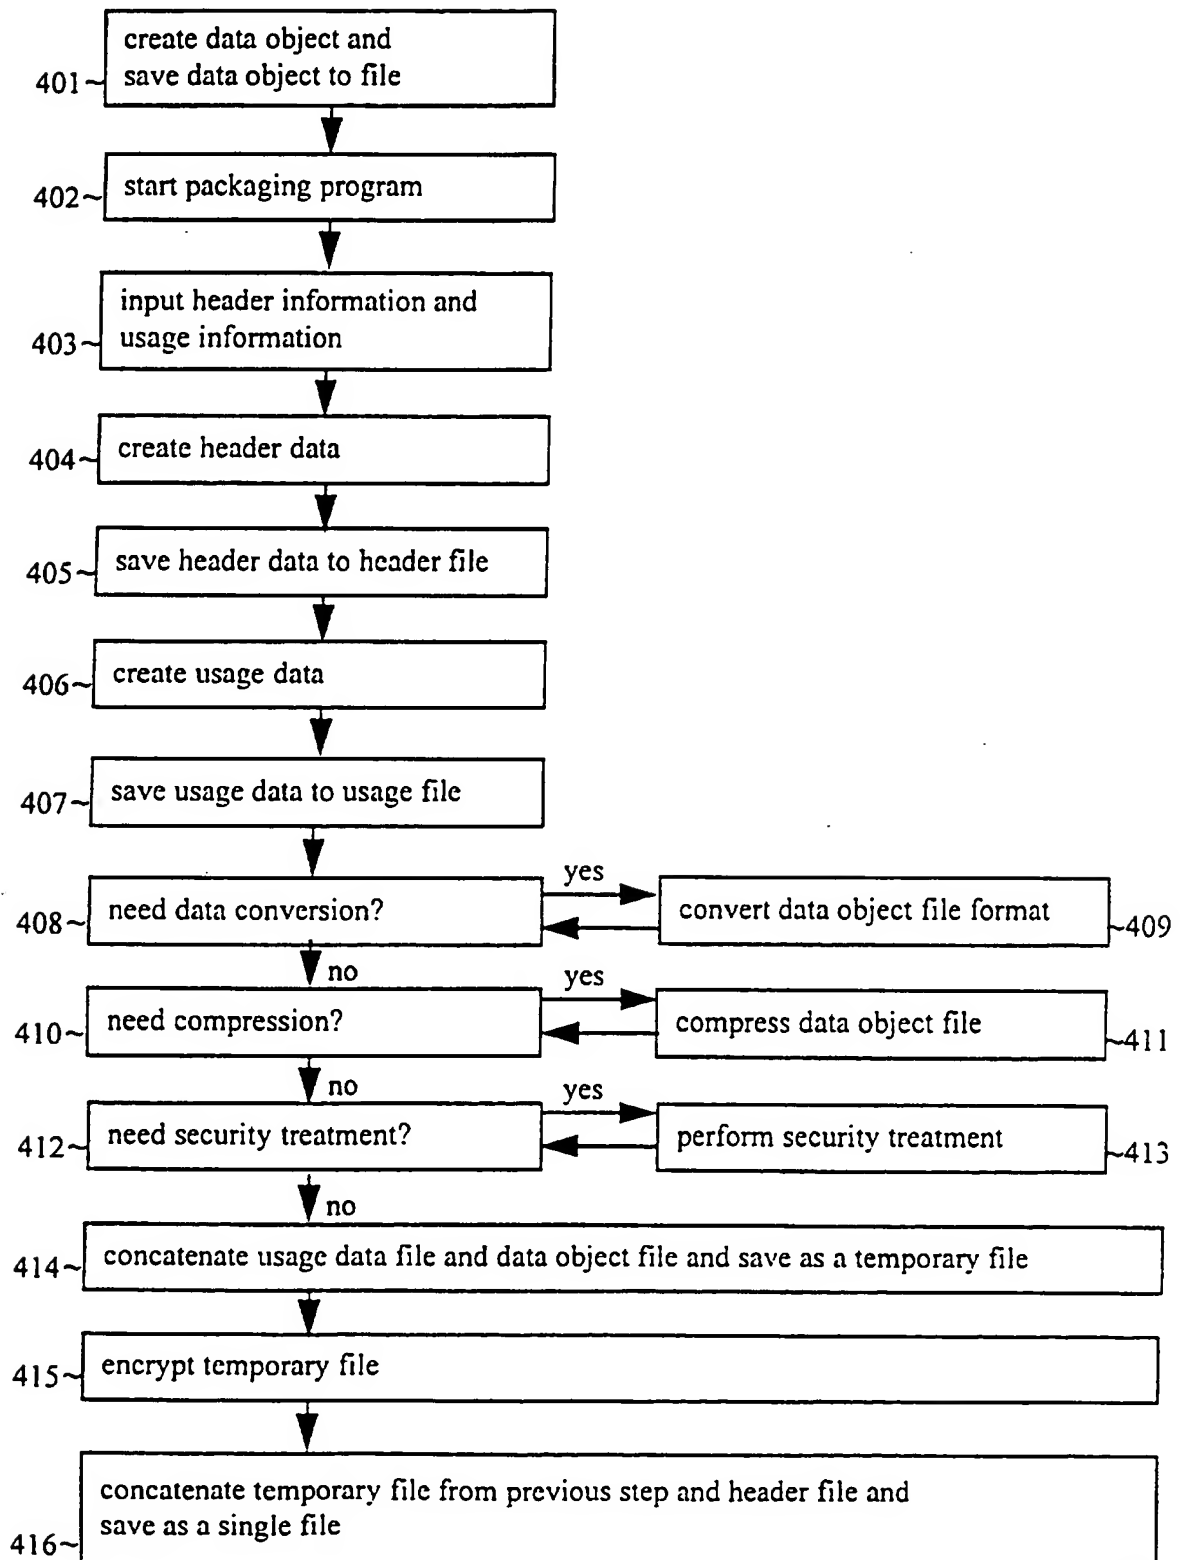 create data object and
save data object to file
401~
start packaging program
402~
input header information and
usage information
403~
create header data
404~
save header data to header file
405~
create usage data
406~
save usage data to usage file
407~
yes
need data conversion?
convert data object file format
408~
~409
no
yes
need compression?
compress data object file
410~
~411
no
yes
need security treatment?
perform security treatment
412~
~413
no
concatenate usage data file and data object file and save as a temporary file
414~
encrypt temporary file
415~
concatenate temporary file from previous step and header file and
save as a single file
416~